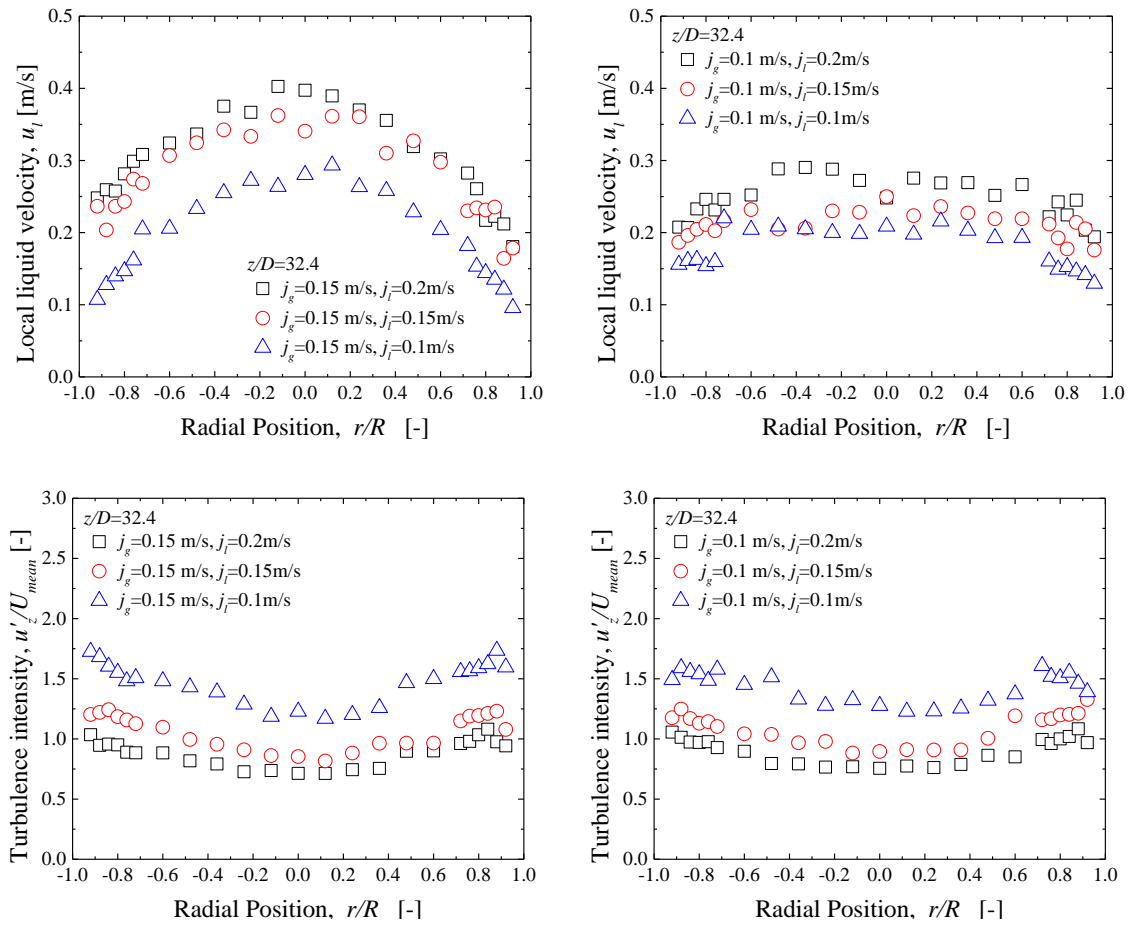 Local liquid velocity, u_l [m/s]
0.5
0.4
0.3
0.2
0.1
0.0
z/D=32.4
j_g=0.15 m/s, j_l=0.2m/s
j_g=0.15 m/s, j_l=0.15m/s
j_g=0.15 m/s, j_l=0.1m/s
-1.0 -0.8 -0.6 -0.4 -0.2 0.0 0.2 0.4 0.6 0.8 1.0
Radial Position, r/R [-]
Local liquid velocity, u_l [m/s]
0.5
0.4
0.3
0.2
0.1
0.0
z/D=32.4
j_g=0.1 m/s, j_l=0.2m/s
j_g=0.1 m/s, j_l=0.15m/s
j_g=0.1 m/s, j_l=0.1m/s
-1.0 -0.8 -0.6 -0.4 -0.2 0.0 0.2 0.4 0.6 0.8 1.0
Radial Position, r/R [-]
Turbulence intensity, u'_z/U_mean [-]
3.0
2.5
2.0
1.5
1.0
0.5
0.0
z/D=32.4
j_g=0.15 m/s, j_l=0.2m/s
j_g=0.15 m/s, j_l=0.15m/s
j_g=0.15 m/s, j_l=0.1m/s
-1.0 -0.8 -0.6 -0.4 -0.2 0.0 0.2 0.4 0.6 0.8 1.0
Radial Position, r/R [-]
Turbulence intensity, u'_z/U_mean [-]
3.0
2.5
2.0
1.5
1.0
0.5
0.0
z/D=32.4
j_g=0.1 m/s, j_l=0.2m/s
j_g=0.1 m/s, j_l=0.15m/s
j_g=0.1 m/s, j_l=0.1m/s
-1.0 -0.8 -0.6 -0.4 -0.2 0.0 0.2 0.4 0.6 0.8 1.0
Radial Position, r/R [-]